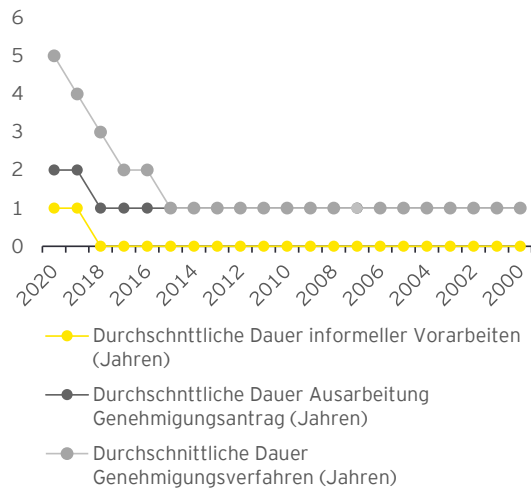 6
5
4
3
2
1
0
2020 2018 2016 2014 2012 2010 2008 2006 2004 2002 2000
Durchschnttliche Dauer informeller Vorarbeiten
(Jahren)
Durchschnttliche Dauer Ausarbeitung
Genehmigungsantrag (Jahren)
Durchschnittliche Dauer
Genehmigungsverfahren (Jahren)